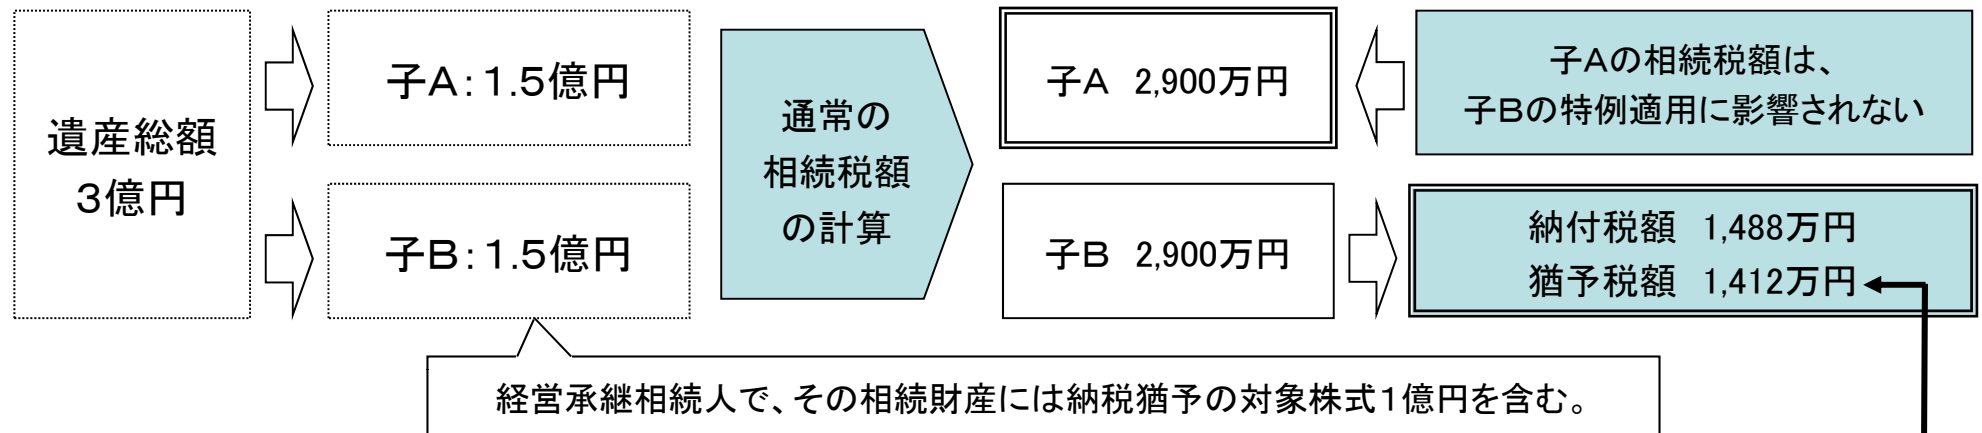 遺産総額
３億円
子Ａ：１.５億円
子Ｂ：１.５億円
通常の
相続税額
の計算
子Ａ 2,900万円
子Ｂ 2,900万円
子Ａの相続税額は、
子Ｂの特例適用に影響されない
納付税額 1,488万円
猶予税額 1,412万円
経営承継相続人で、その相続財産には納税猶予の対象株式１億円を含む。